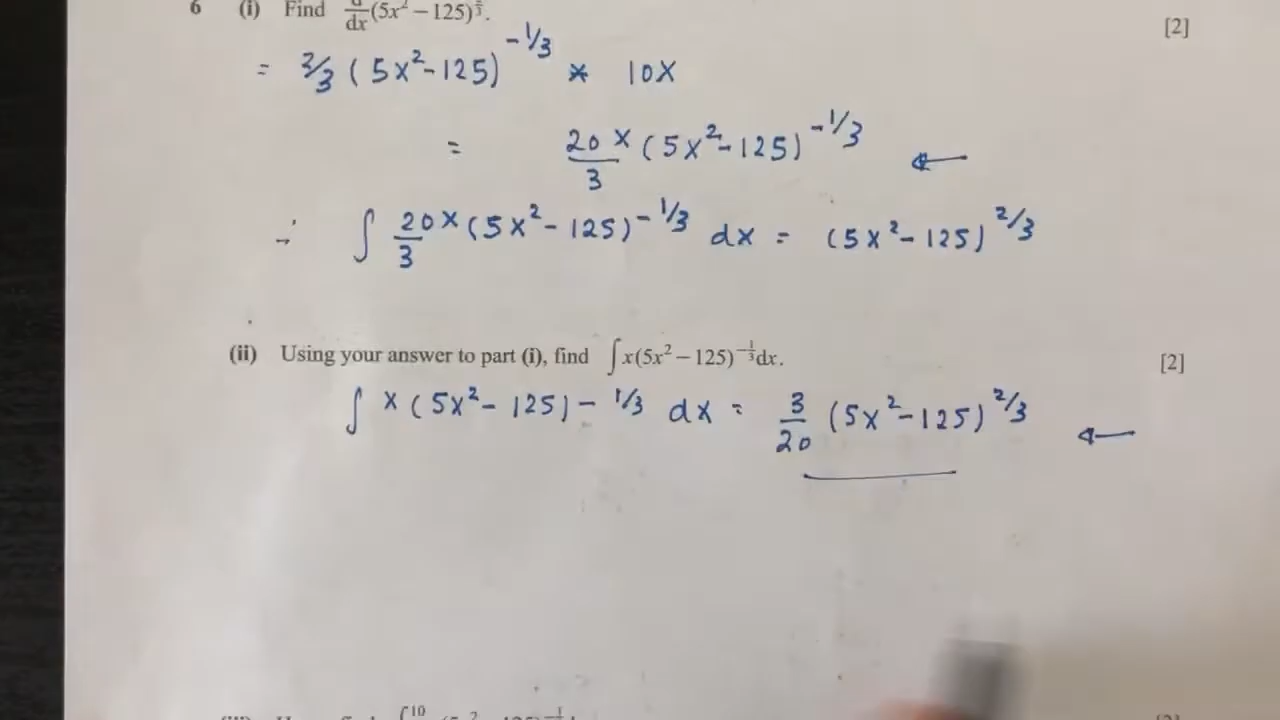 6 (i) Find d/dx (5x² − 125)^(2/3). [2]
= 2/3 (5x² - 125)^(-1/3) * 10x
= 20x/3 (5x² - 125)^(-1/3) ←
∴ ∫ 20x/3 (5x² - 125)^(-1/3) dx = (5x² - 125)^(2/3)
(ii) Using your answer to part (i), find ∫x(5x² − 125)^(−1/3) dx. [2]
∫ x (5x² - 125) - 1/3 dx = 3/20 (5x² - 125)^(2/3) ←